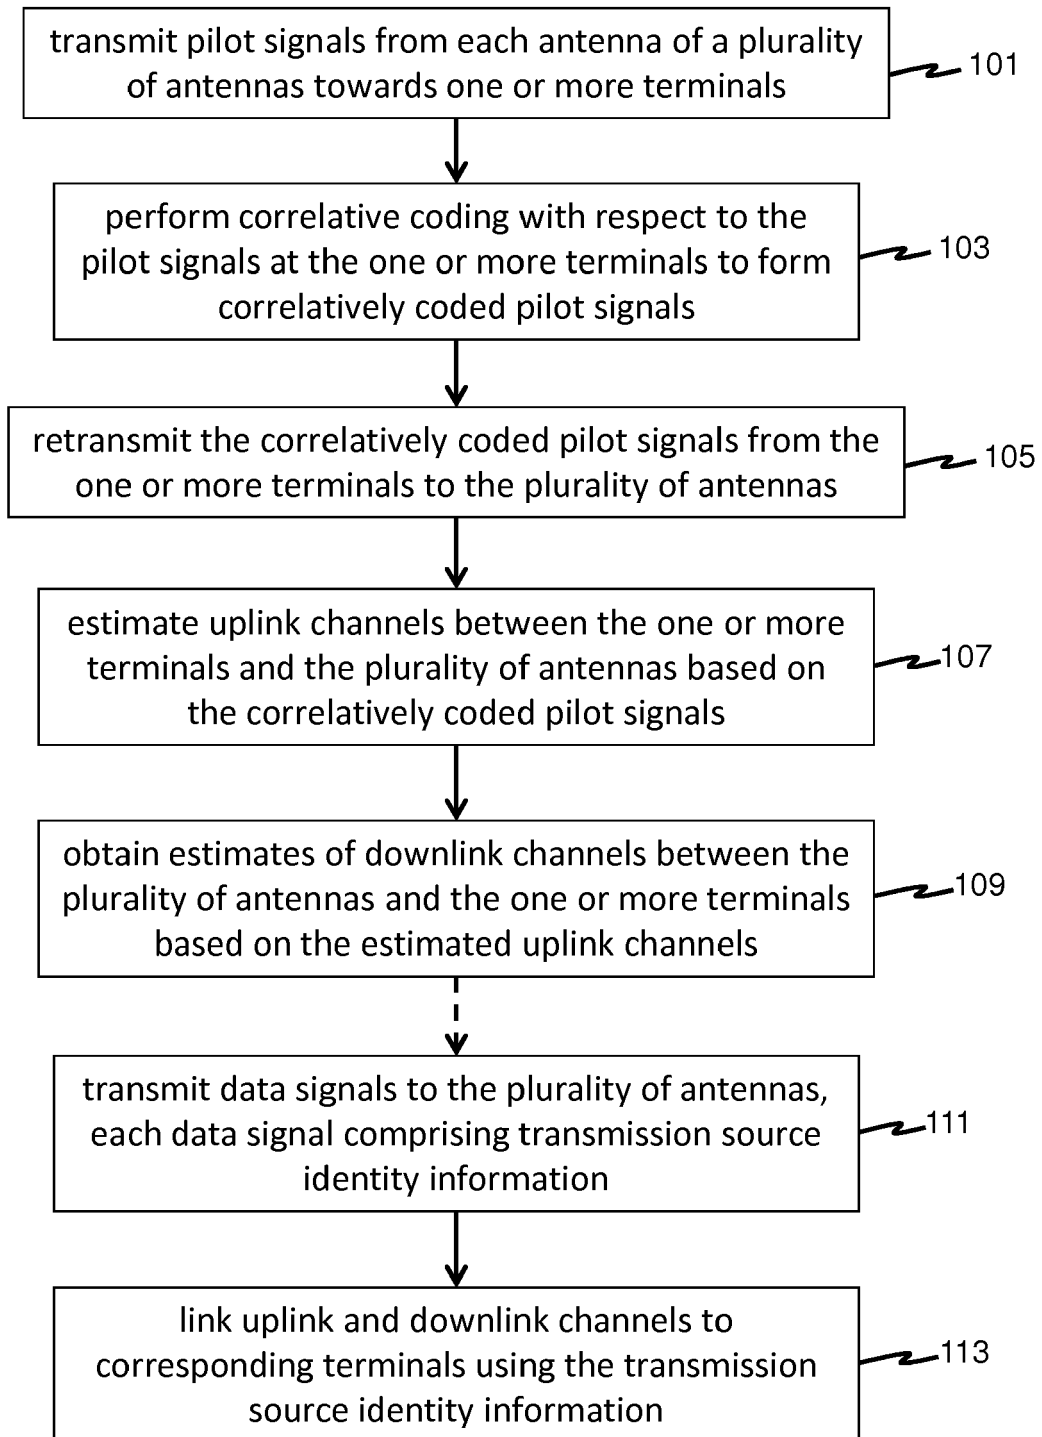 transmit pilot signals from each antenna of a plurality
of antennas towards one or more terminals
101
perform correlative coding with respect to the
pilot signals at the one or more terminals to form
correlatively coded pilot signals
103
retransmit the correlatively coded pilot signals from the
one or more terminals to the plurality of antennas
105
estimate uplink channels between the one or more
terminals and the plurality of antennas based on
the correlatively coded pilot signals
107
obtain estimates of downlink channels between the
plurality of antennas and the one or more terminals
based on the estimated uplink channels
109
transmit data signals to the plurality of antennas,
each data signal comprising transmission source
identity information
111
link uplink and downlink channels to
corresponding terminals using the transmission
source identity information
113